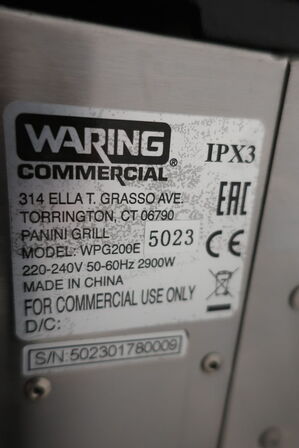 WARING
COMMERCIAL®
IPX3
314 ELLA T. GRASSO AVE.
TORRINGTON, CT 06790
EAC
PANINI GRILL
MODEL: WPG200E 5023
CE
220-240V 50-60Hz 2900W
MADE IN CHINA
FOR COMMERCIAL USE ONLY
D/C:
S/N:502301780009